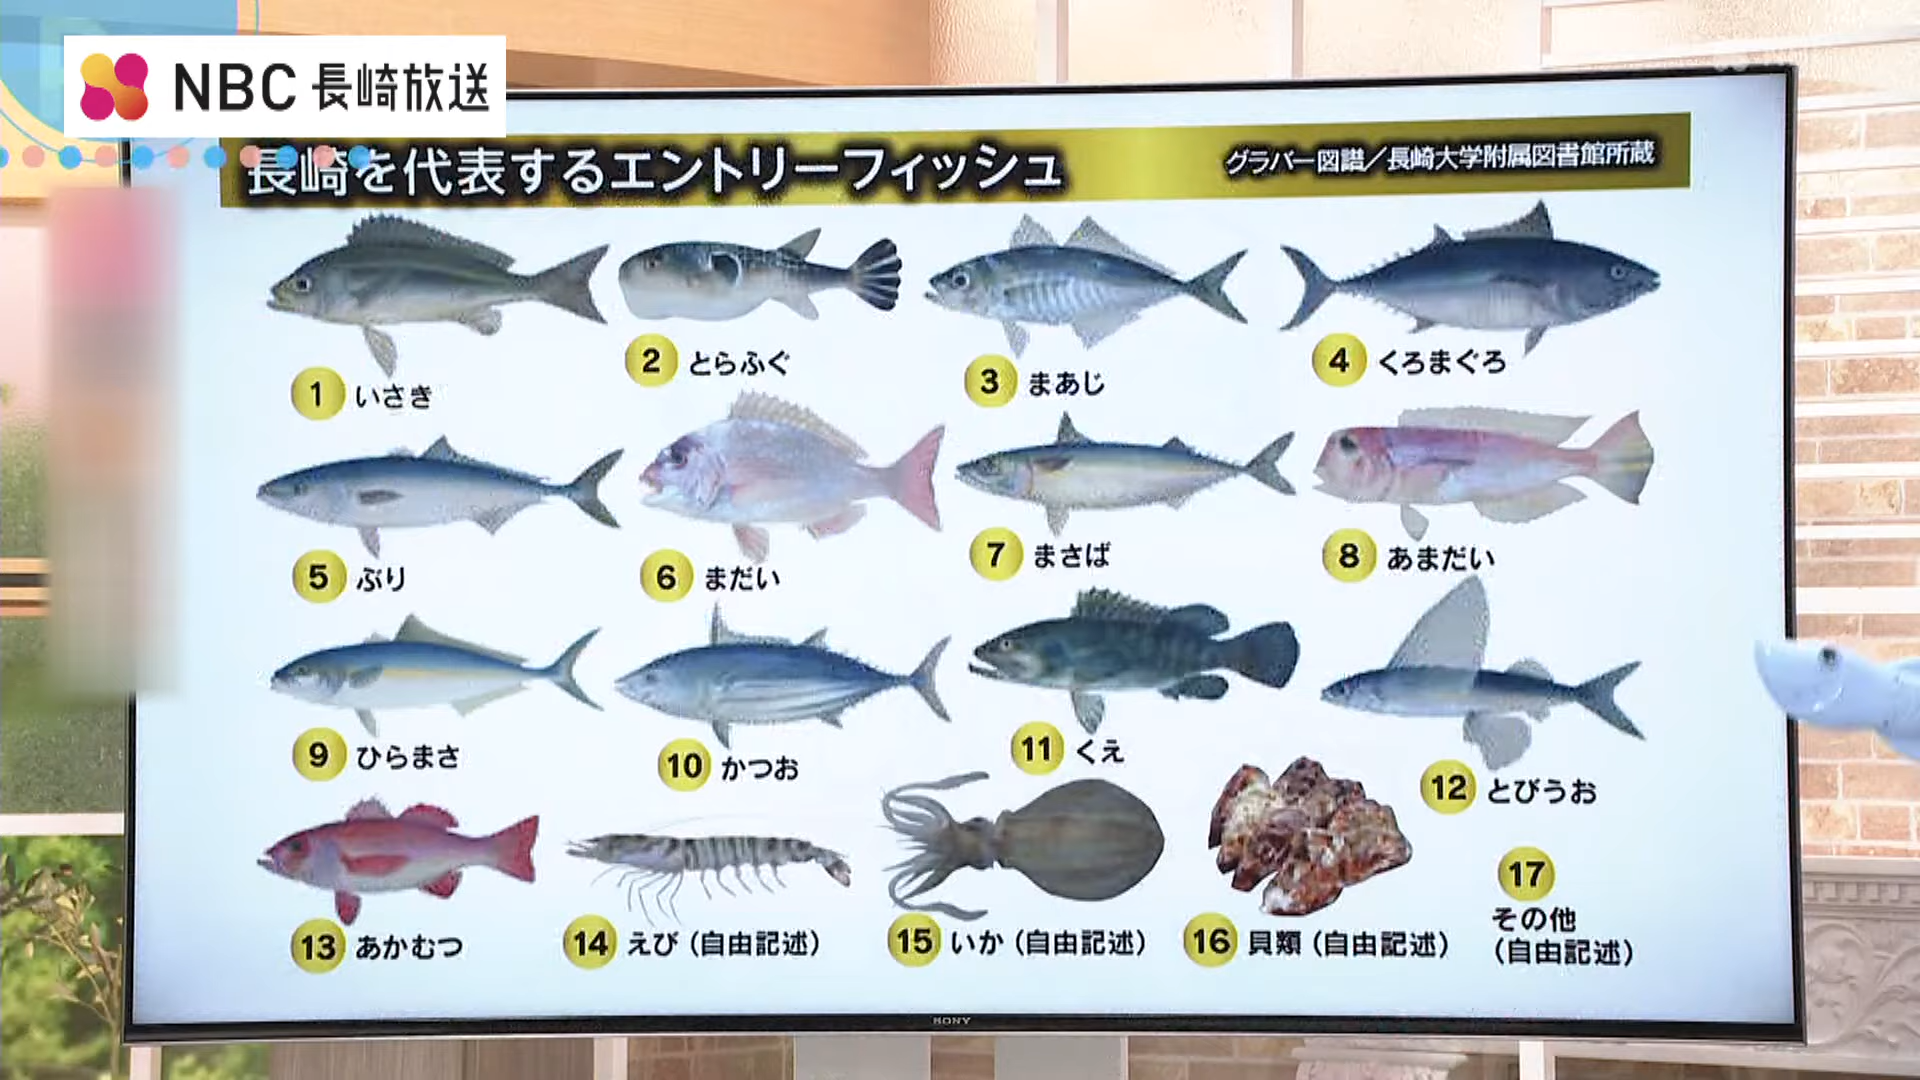 NBC 長崎放送
長崎を代表するエントリーフィッシュ
グラバー図譜／長崎大学附属図書館所蔵
1 いさき
2 とらふぐ
3 まあじ
4 くろまぐろ
5 ぶり
6 まだい
7 まさば
8 あまだい
9 ひらまさ
10 かつお
11 くえ
12 とびうお
13 あかむつ
14 えび（自由記述）
15 いか（自由記述）
16 貝類（自由記述）
17
その他
（自由記述）
SONY